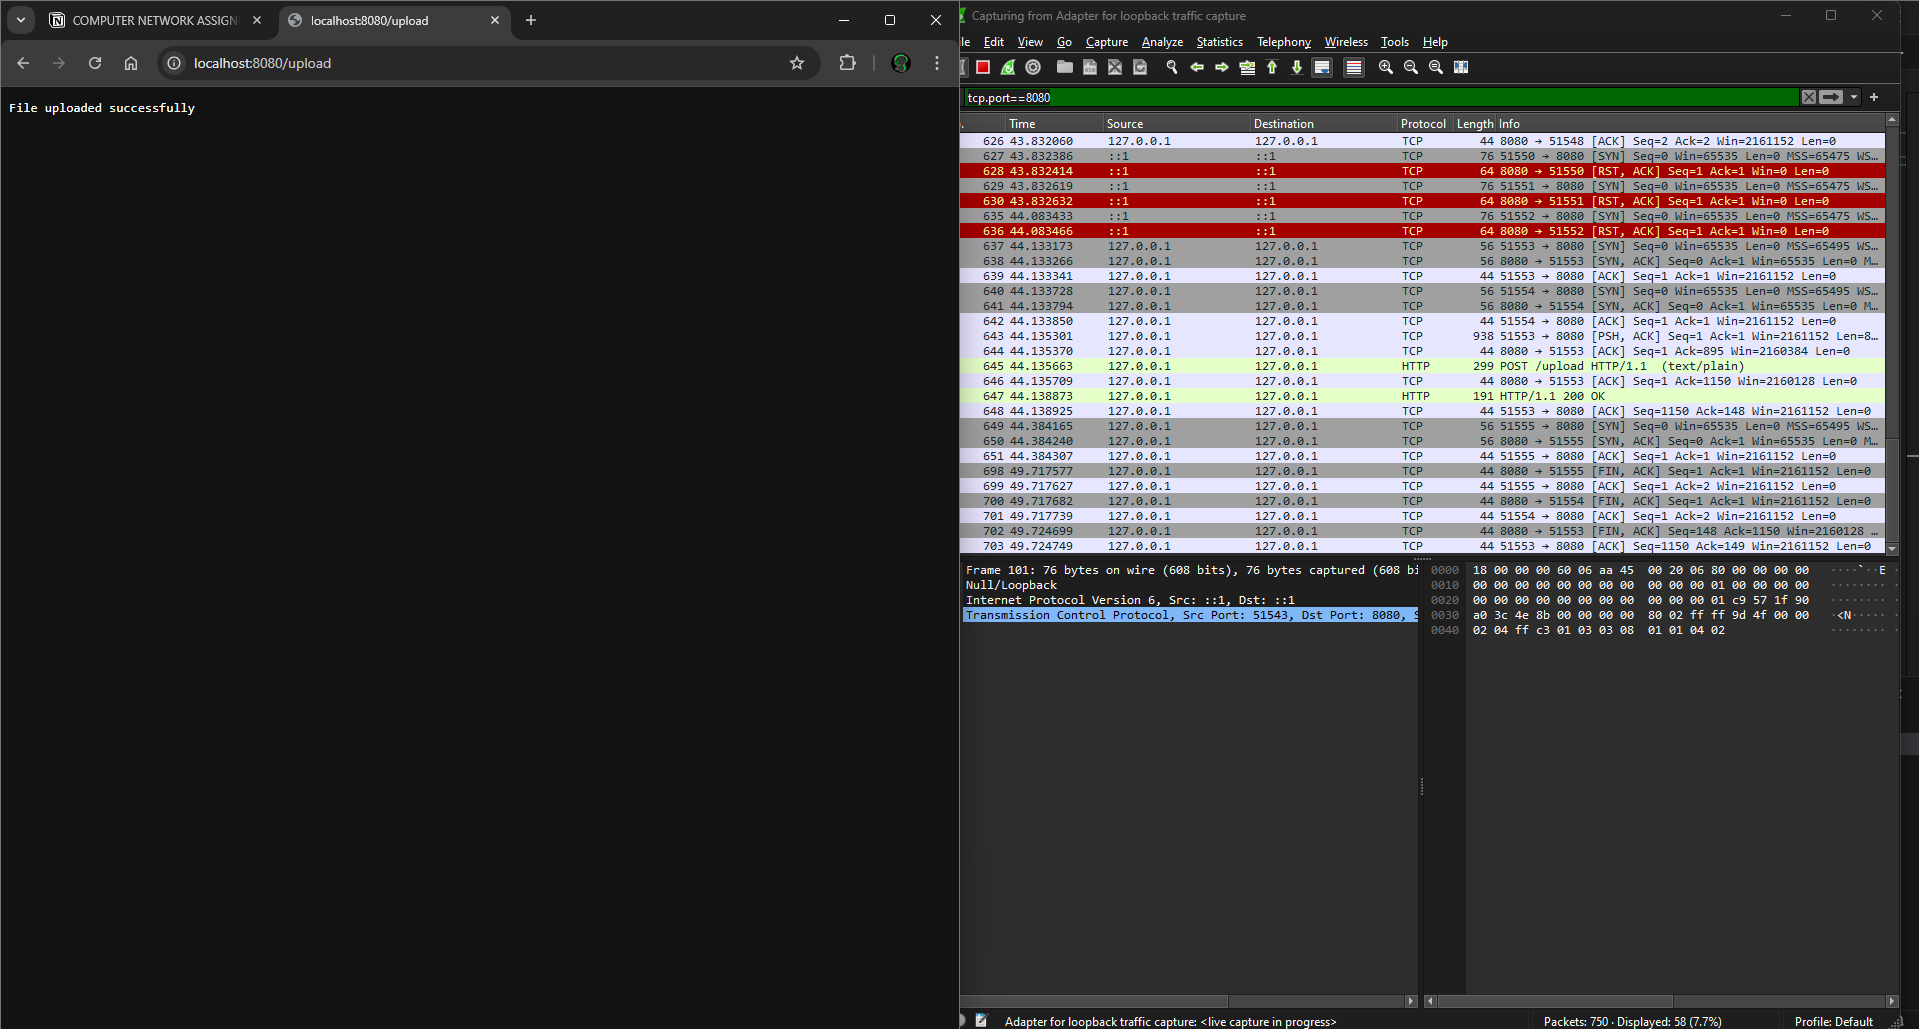 COMPUTER NETWORK ASSIGN
localhost:8080/upload
localhost:8080/upload
File uploaded successfully
Capturing from Adapter for loopback traffic capture
Edit View Go Capture Analyze Statistics Telephony Wireless Tools Help
tcp.port==8080
Time Source Destination Protocol Length Info
626 43.832060 127.0.0.1 127.0.0.1 TCP 44 8080 → 51548 [ACK] Seq=2 Ack=2 Win=2161152 Len=0
627 43.832386 ::1 ::1 TCP 76 51550 → 8080 [SYN] Seq=0 Win=65535 Len=0 MSS=65475 WS…
628 43.832414 ::1 ::1 TCP 64 8080 → 51550 [RST, ACK] Seq=1 Ack=1 Win=0 Len=0
629 43.832619 ::1 ::1 TCP 76 51551 → 8080 [SYN] Seq=0 Win=65535 Len=0 MSS=65475 WS…
630 43.832632 ::1 ::1 TCP 64 8080 → 51551 [RST, ACK] Seq=1 Ack=1 Win=0 Len=0
635 44.083433 ::1 ::1 TCP 76 51552 → 8080 [SYN] Seq=0 Win=65535 Len=0 MSS=65475 WS…
636 44.083466 ::1 ::1 TCP 64 8080 → 51552 [RST, ACK] Seq=1 Ack=1 Win=0 Len=0
637 44.133173 127.0.0.1 127.0.0.1 TCP 56 51553 → 8080 [SYN] Seq=0 Win=65535 Len=0 MSS=65495 WS…
638 44.133266 127.0.0.1 127.0.0.1 TCP 56 8080 → 51553 [SYN, ACK] Seq=0 Ack=1 Win=65535 Len=0 M…
639 44.133341 127.0.0.1 127.0.0.1 TCP 44 51553 → 8080 [ACK] Seq=1 Ack=1 Win=2161152 Len=0
640 44.133728 127.0.0.1 127.0.0.1 TCP 56 51554 → 8080 [SYN] Seq=0 Win=65535 Len=0 MSS=65495 WS…
641 44.133794 127.0.0.1 127.0.0.1 TCP 56 8080 → 51554 [SYN, ACK] Seq=0 Ack=1 Win=65535 Len=0 M…
642 44.133850 127.0.0.1 127.0.0.1 TCP 44 51554 → 8080 [ACK] Seq=1 Ack=1 Win=2161152 Len=0
643 44.135301 127.0.0.1 127.0.0.1 TCP 938 51553 → 8080 [PSH, ACK] Seq=1 Ack=1 Win=2161152 Len=8…
644 44.135370 127.0.0.1 127.0.0.1 TCP 44 8080 → 51553 [ACK] Seq=1 Ack=895 Win=2160384 Len=0
645 44.135663 127.0.0.1 127.0.0.1 HTTP 299 POST /upload HTTP/1.1 (text/plain)
646 44.135709 127.0.0.1 127.0.0.1 TCP 44 8080 → 51553 [ACK] Seq=1 Ack=1150 Win=2160128 Len=0
647 44.138873 127.0.0.1 127.0.0.1 HTTP 191 HTTP/1.1 200 OK
648 44.138925 127.0.0.1 127.0.0.1 TCP 44 51553 → 8080 [ACK] Seq=1150 Ack=148 Win=2161152 Len=0
649 44.384165 127.0.0.1 127.0.0.1 TCP 56 51555 → 8080 [SYN] Seq=0 Win=65535 Len=0 MSS=65495 WS…
650 44.384240 127.0.0.1 127.0.0.1 TCP 56 8080 → 51555 [SYN, ACK] Seq=0 Ack=1 Win=65535 Len=0 M…
651 44.384307 127.0.0.1 127.0.0.1 TCP 44 51555 → 8080 [ACK] Seq=1 Ack=1 Win=2161152 Len=0
698 49.717577 127.0.0.1 127.0.0.1 TCP 44 8080 → 51555 [FIN, ACK] Seq=1 Ack=1 Win=2161152 Len=0
699 49.717627 127.0.0.1 127.0.0.1 TCP 44 51555 → 8080 [ACK] Seq=1 Ack=2 Win=2161152 Len=0
700 49.717682 127.0.0.1 127.0.0.1 TCP 44 8080 → 51554 [FIN, ACK] Seq=1 Ack=1 Win=2161152 Len=0
701 49.717739 127.0.0.1 127.0.0.1 TCP 44 51554 → 8080 [ACK] Seq=1 Ack=2 Win=2161152 Len=0
702 49.724699 127.0.0.1 127.0.0.1 TCP 44 8080 → 51553 [FIN, ACK] Seq=148 Ack=1150 Win=2160128 …
703 49.724749 127.0.0.1 127.0.0.1 TCP 44 51553 → 8080 [ACK] Seq=1150 Ack=149 Win=2161152 Len=0
Frame 101: 76 bytes on wire (608 bits), 76 bytes captured (608 bi
Null/Loopback
Internet Protocol Version 6, Src: ::1, Dst: ::1
Transmission Control Protocol, Src Port: 51543, Dst Port: 8080, S
0000 18 00 00 00 60 06 aa 45 00 20 06 80 00 00 00 00 ····`··E ·
0010 00 00 00 00 00 00 00 00 00 00 00 01 00 00 00 00 ········ ·
0020 00 00 00 00 00 00 00 00 00 00 00 01 c9 57 1f 90 ········ ·
0030 a0 3c 4e 8b 00 00 00 00 80 02 ff ff 9d 4f 00 00 ·<N····· ·
0040 02 04 ff c3 01 03 03 08 01 01 04 02 ········ ·
Adapter for loopback traffic capture: <live capture in progress>
Packets: 750 · Displayed: 58 (7.7%)
Profile: Default